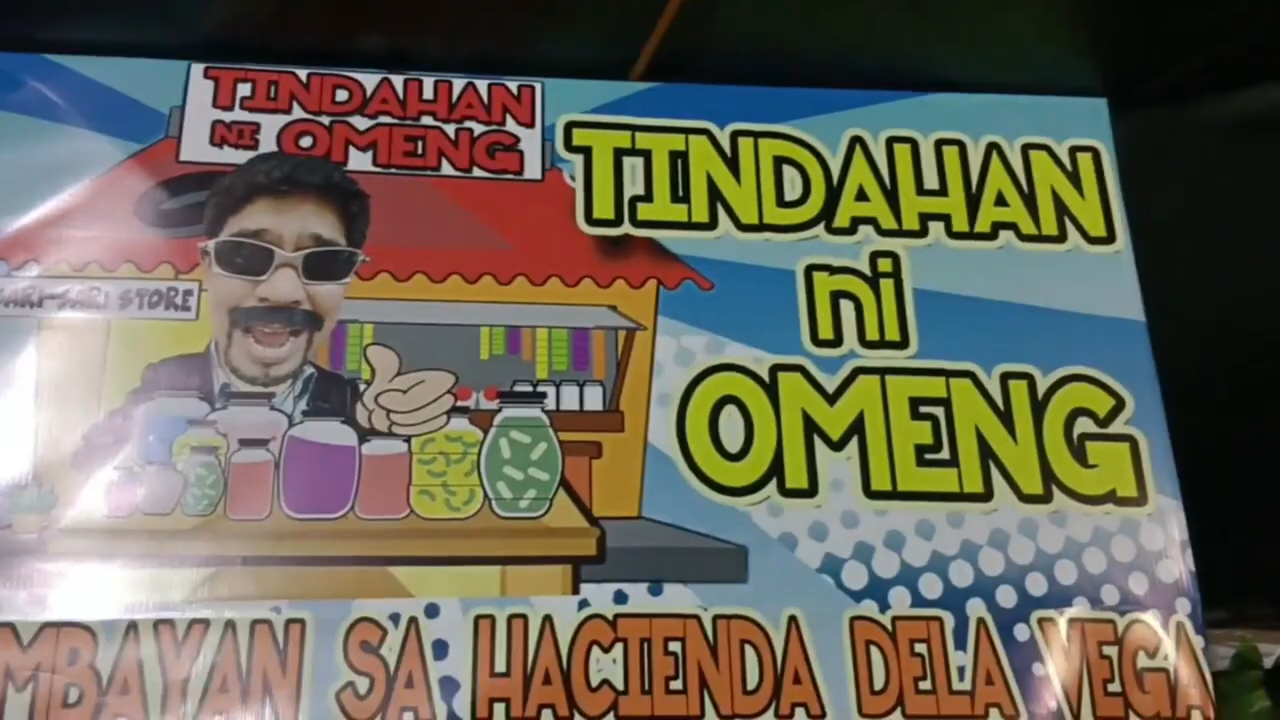 TINDAHAN
NI OMENG
SARI-SARI STORE
TINDAHAN
ni
OMENG
MBAYAN SA HACIENDA DELA VEGA